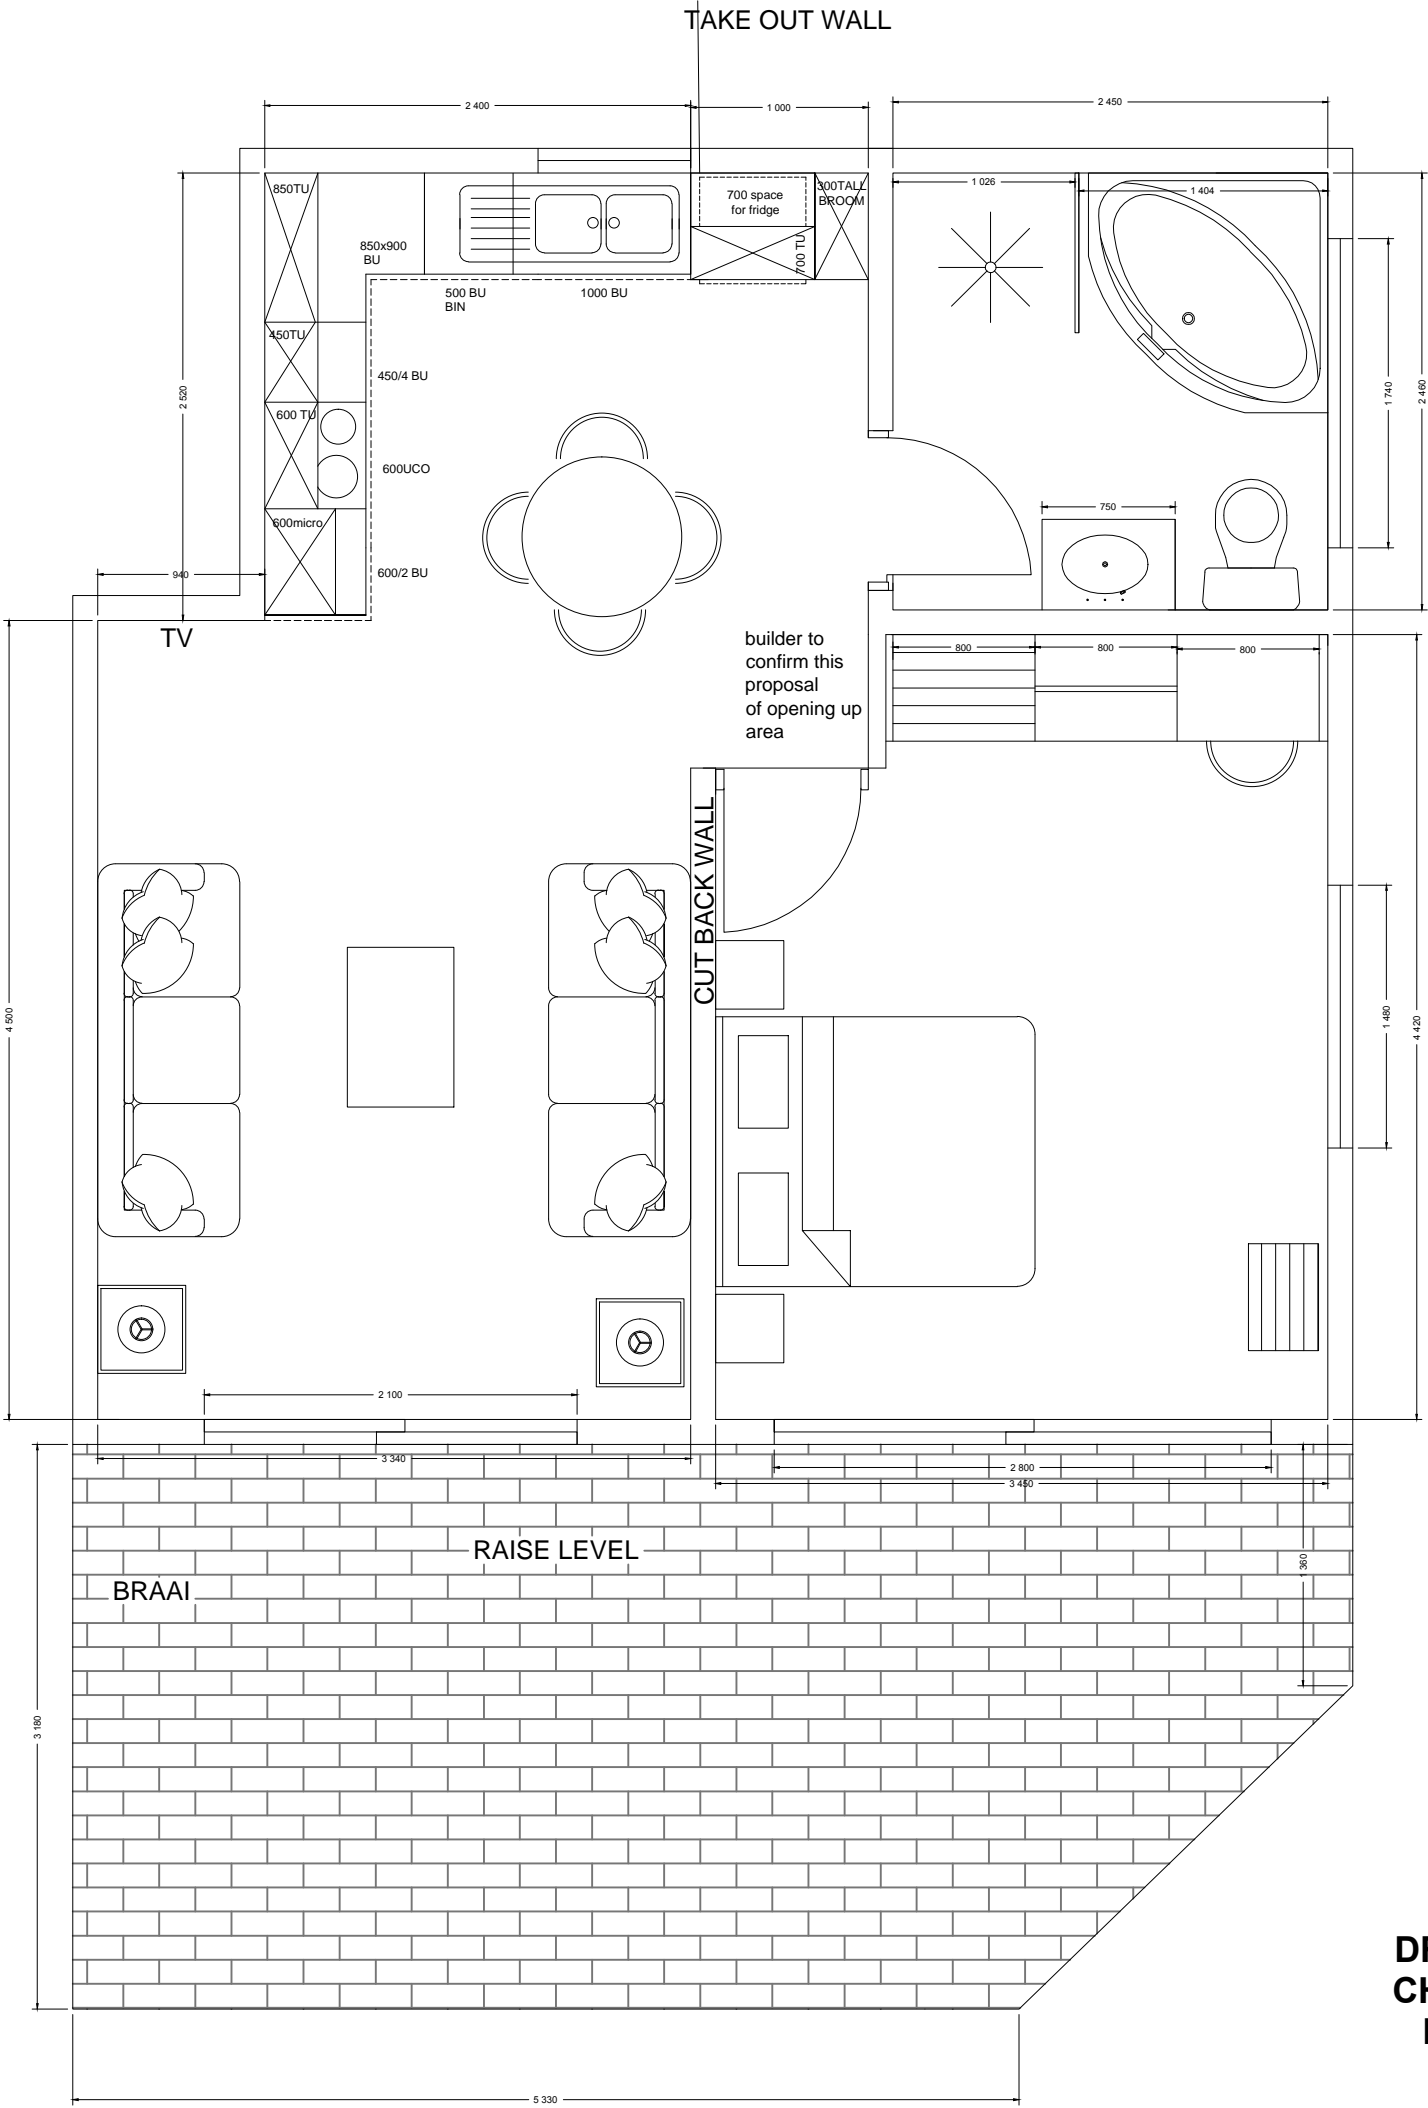 TAKE OUT WALL
2 400
1 000
2 450
850TU
700 space
for fridge
300TALL
BROOM
1 026
1 404
850x900
BU
700 TU
500 BU
BIN
1000 BU
450TU
450/4 BU
2 520
1 740
2 460
600 TU
600UCO
600micro
750
940
600/2 BU
TV
builder to
confirm this
proposal
of opening up
area
800
800
800
CUT BACK WALL
4 500
1 480
4 420
2 100
3 340
2 800
3 450
RAISE LEVEL
1 360
BRAAI
3 180
5 330